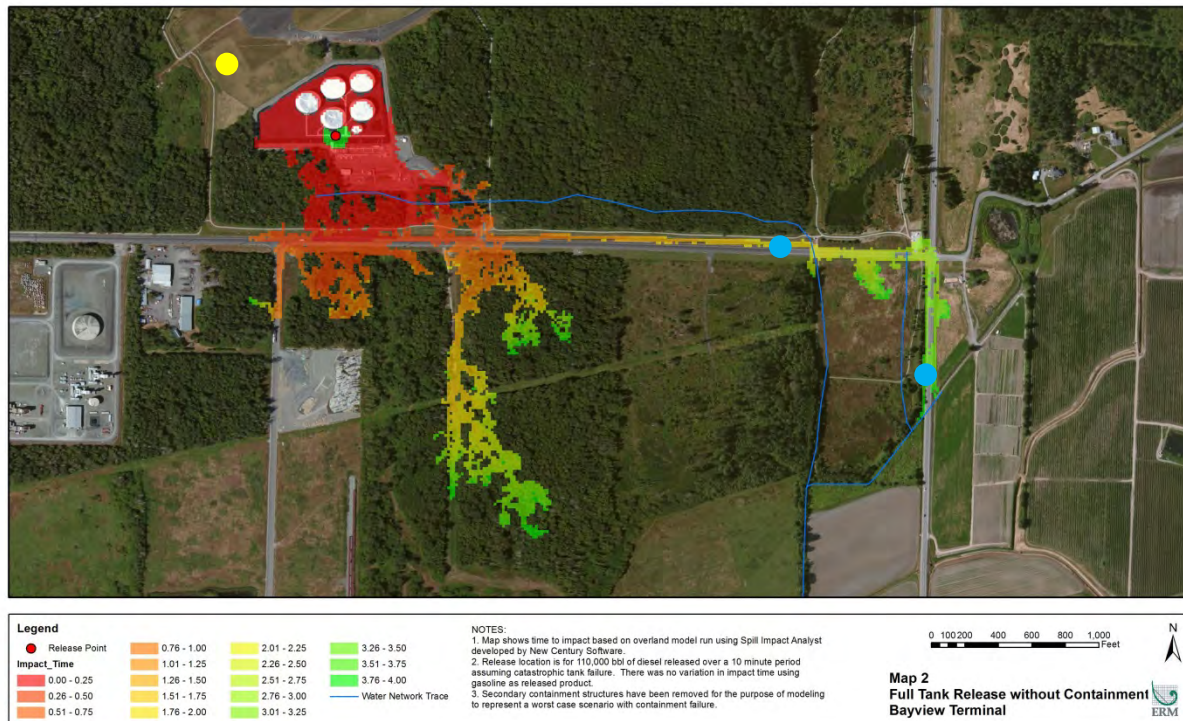 Legend
Release Point
Impact_Time
0.00 - 0.25
0.26 - 0.50
0.51 - 0.75
0.76 - 1.00
1.01 - 1.25
1.26 - 1.50
1.51 - 1.75
1.76 - 2.00
2.01 - 2.25
2.26 - 2.50
2.51 - 2.75
2.76 - 3.00
3.01 - 3.25
3.26 - 3.50
3.51 - 3.75
3.76 - 4.00
Water Network Trace
NOTES:
1. Map shows time to impact based on overland model run using Spill Impact Analyst
developed by New Century Software.
2. Release location is for 110,000 bbl of diesel released over a 10 minute period
assuming catastrophic tank failure. There was no variation in impact time using
gasoline as released product.
3. Secondary containment structures have been removed for the purpose of modeling
to represent a worst case scenario with containment failure.
0 100 200 400 600 800 1,000
Feet
N
Map 2
Full Tank Release without Containment
Bayview Terminal
ERM